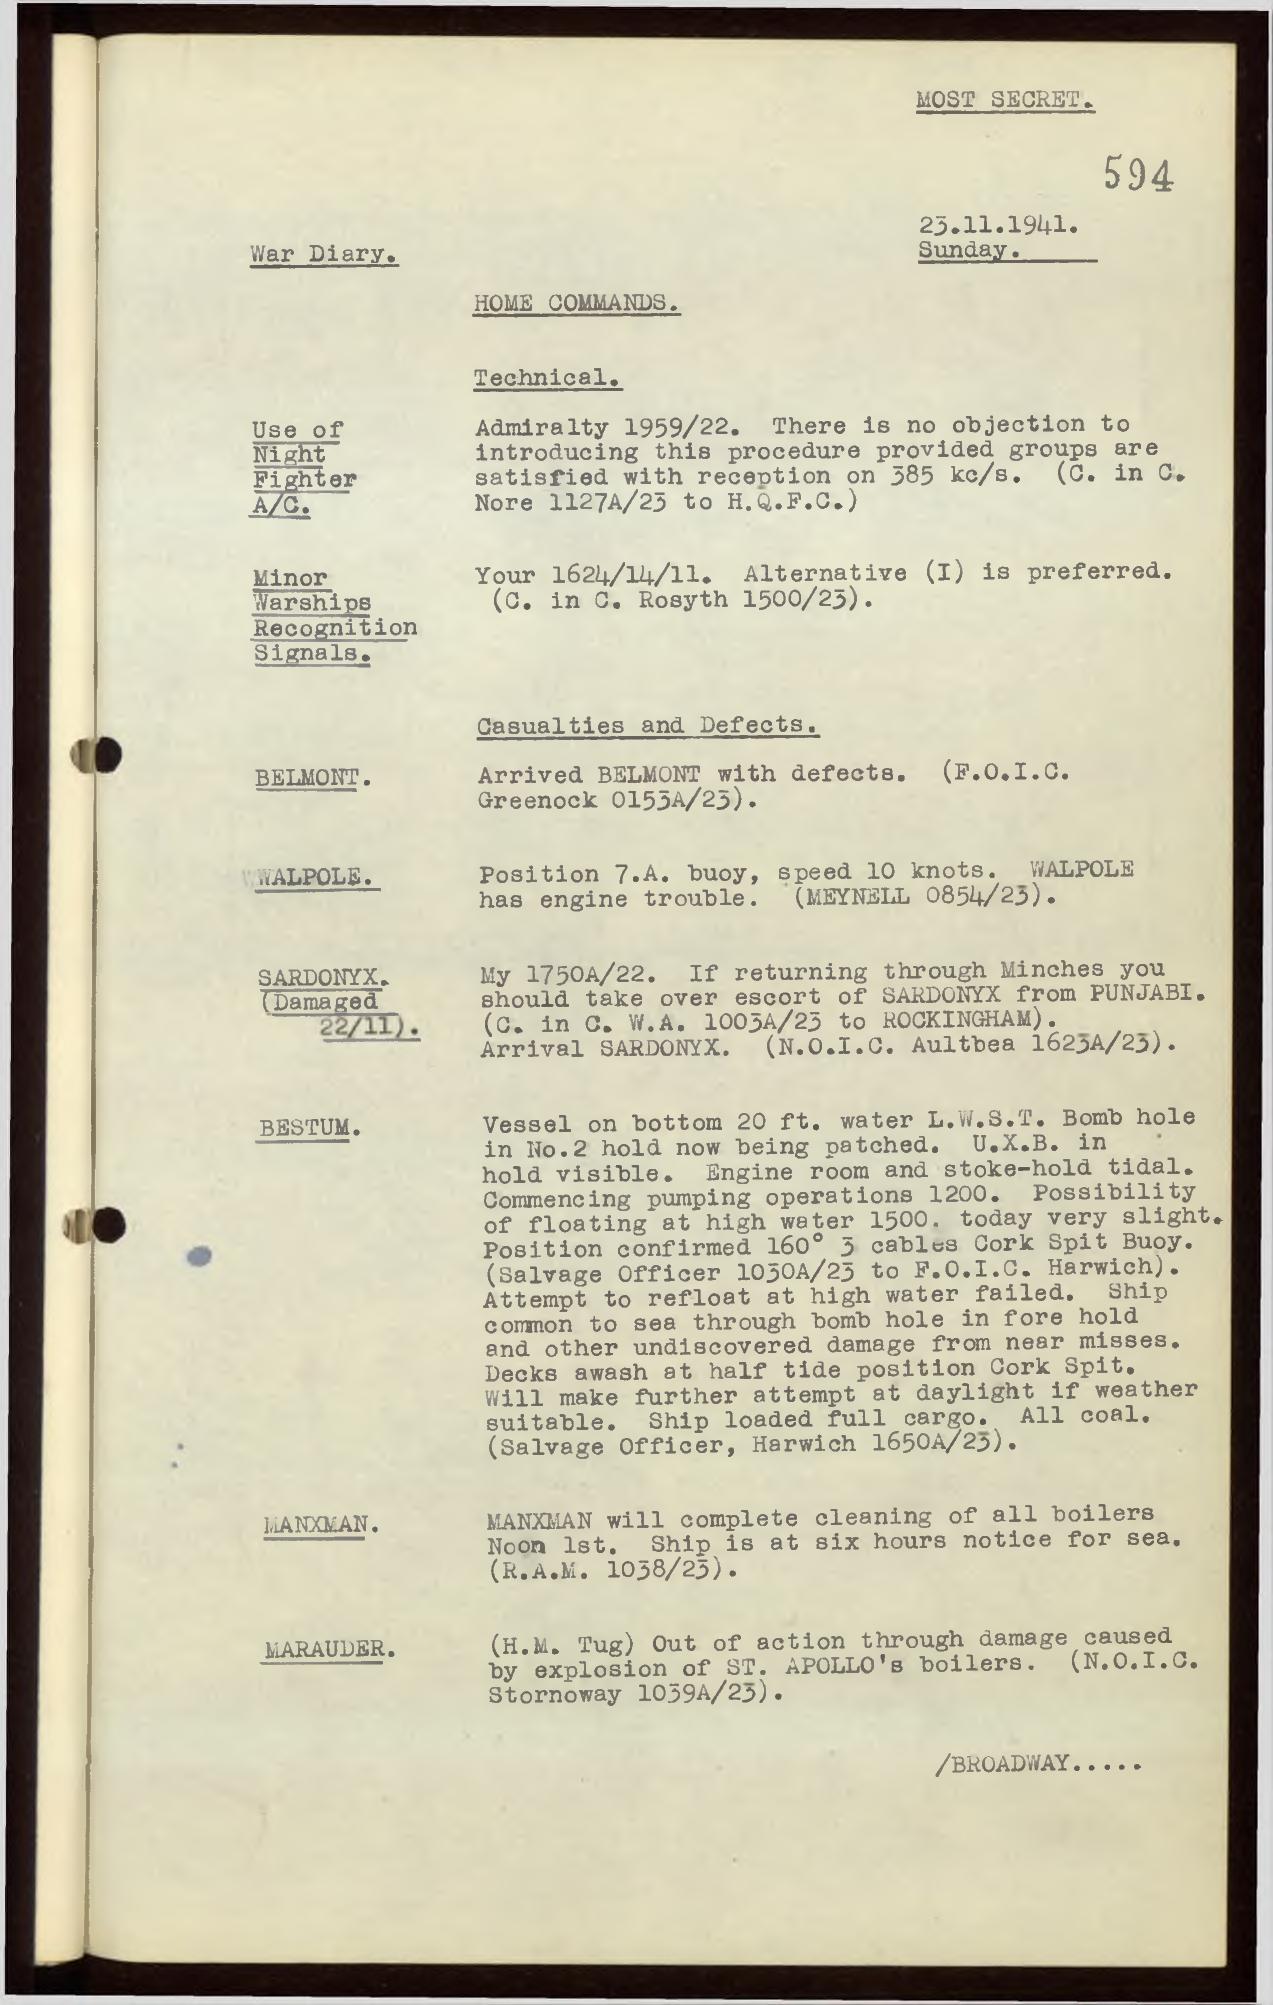 MOST SECRET.
594
23.11.1941.
Sunday.
War Diary.
HOME COMMANDS.
Technical.
Use of
Night
Fighter
A/C.
Admiralty 1959/22. There is no objection to
introducing this procedure provided groups are
satisfied with reception on 385 kc/s. (C. in C.
Nore 1127A/23 to H.Q.F.C.)
Minor
Warships
Recognition
Signals.
Your 1624/14/11. Alternative (I) is preferred.
(C. in C. Rosyth 1500/23).
Casualties and Defects.
BELMONT.
Arrived BELMONT with defects. (F.O.I.C.
Greenock 0153A/23).
WALPOLE.
Position 7.A. buoy, speed 10 knots. WALPOLE
has engine trouble. (MEYNELL 0854/23).
SARDONYX.
(Damaged
22/11).
My 1750A/22. If returning through Minches you
should take over escort of SARDONYX from PUNJABI.
(C. in C. W.A. 1003A/23 to ROCKINGHAM).
Arrival SARDONYX. (N.O.I.C. Aultbea 1623A/23).
BESTUM.
Vessel on bottom 20 ft. water L.W.S.T. Bomb hole
in No.2 hold now being patched. U.X.B. in
hold visible. Engine room and stoke-hold tidal.
Commencing pumping operations 1200. Possibility
of floating at high water 1500. today very slight.
Position confirmed 160° 3 cables Cork Spit Buoy.
(Salvage Officer 1030A/23 to F.O.I.C. Harwich).
Attempt to refloat at high water failed. Ship
common to sea through bomb hole in fore hold
and other undiscovered damage from near misses.
Decks awash at half tide position Cork Spit.
Will make further attempt at daylight if weather
suitable. Ship loaded full cargo. All coal.
(Salvage Officer, Harwich 1650A/23).
MANXMAN.
MANXMAN will complete cleaning of all boilers
Noon 1st. Ship is at six hours notice for sea.
(R.A.M. 1038/23).
MARAUDER.
(H.M. Tug) Out of action through damage caused
by explosion of ST. APOLLO's boilers. (N.O.I.C.
Stornoway 1039A/23).
/BROADWAY.....